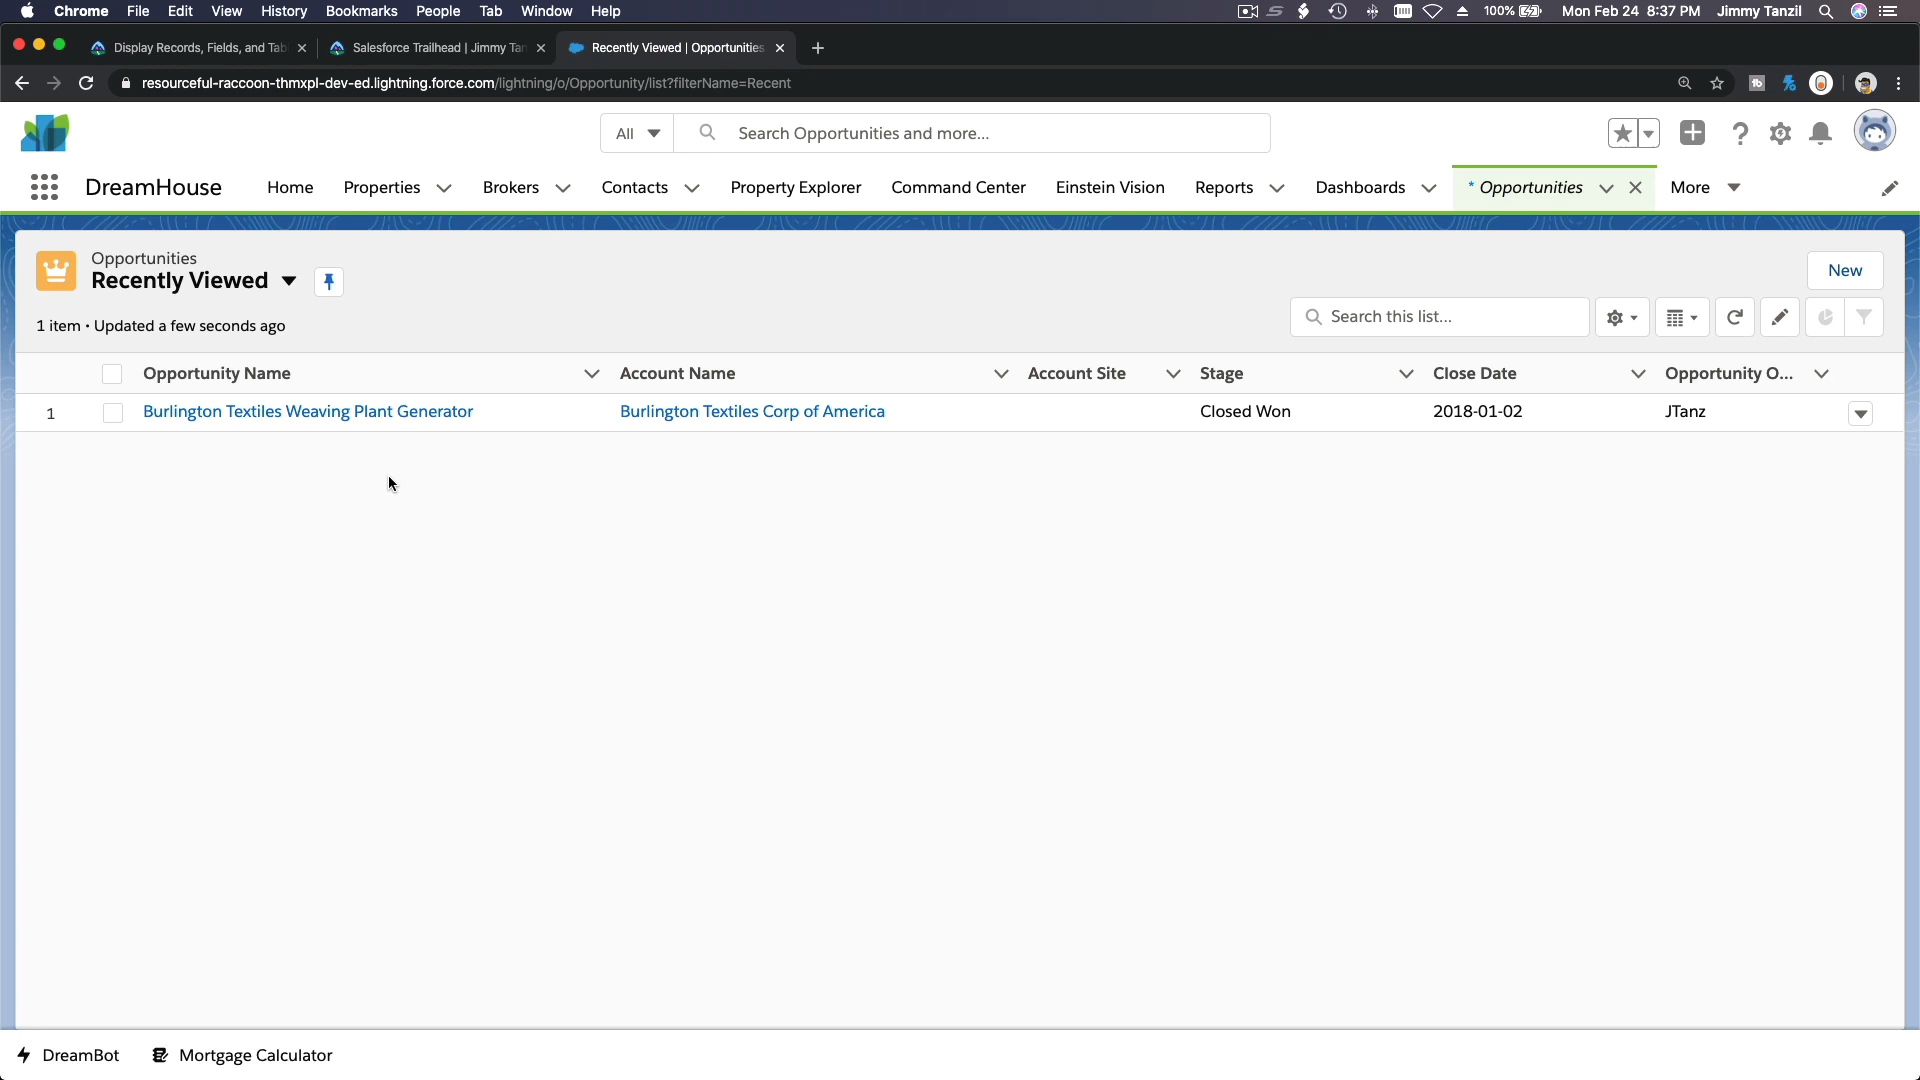 Chrome File Edit View History Bookmarks People Tab Window Help 100% Mon Feb 24 8:37 PM Jimmy Tanzil
Display Records, Fields, and Tab Salesforce Trailhead | Jimmy Tan Recently Viewed | Opportunities
resourceful-raccoon-thmxpl-dev-ed.lightning.force.com/lightning/o/Opportunity/list?filterName=Recent
All Search Opportunities and more...
DreamHouse Home Properties Brokers Contacts Property Explorer Command Center Einstein Vision Reports Dashboards * Opportunities More
Opportunities
Recently Viewed
New
1 item • Updated a few seconds ago
Search this list...
Opportunity Name Account Name Account Site Stage Close Date Opportunity O...
1 Burlington Textiles Weaving Plant Generator Burlington Textiles Corp of America Closed Won 2018-01-02 JTanz
DreamBot Mortgage Calculator